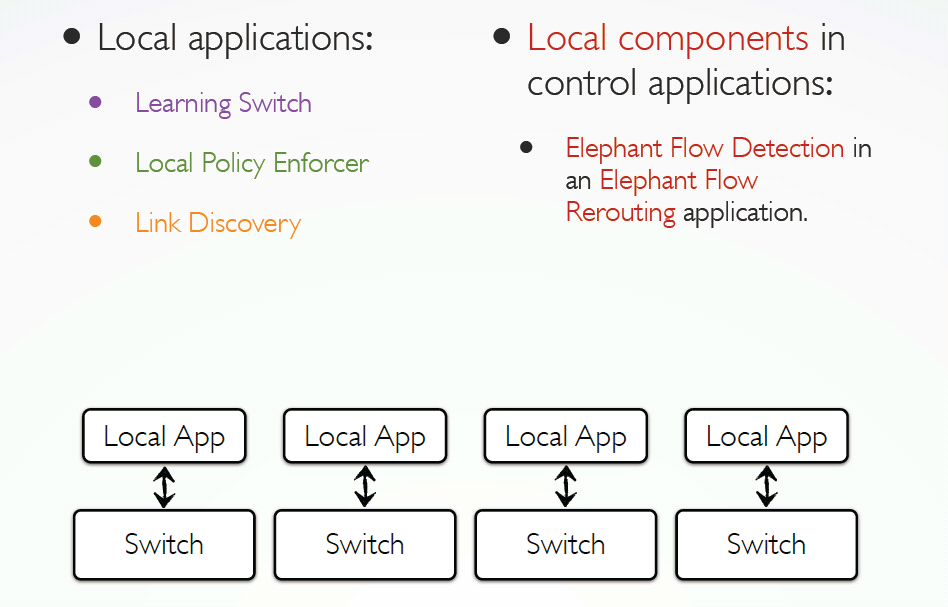 Local applications:
Learning Switch
Local Policy Enforcer
Link Discovery
Local components in
control applications:
Elephant Flow Detection in
an Elephant Flow
Rerouting application.
Local App
Local App
Local App
Local App
Switch
Switch
Switch
Switch